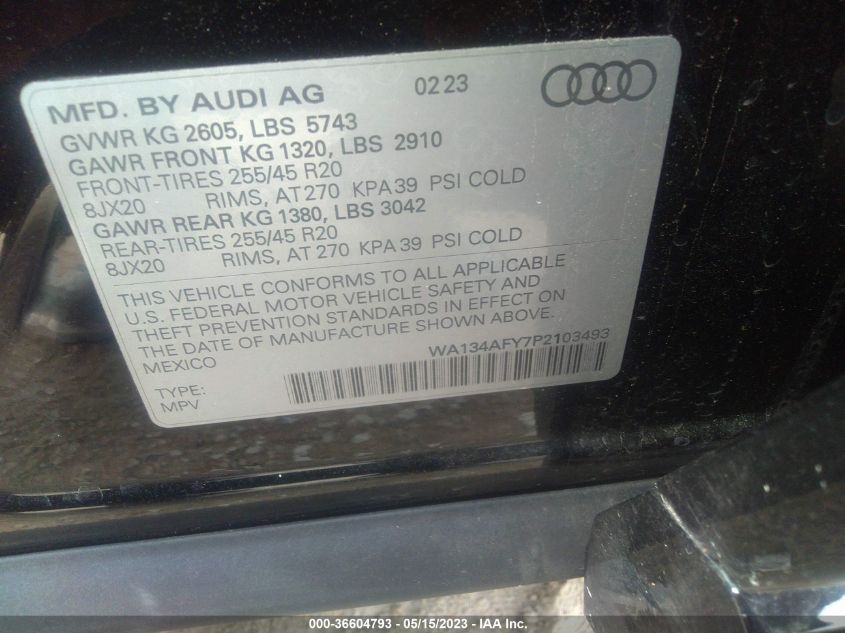 MFD. BY AUDI AG 0223
GVWR KG 2605, LBS 5743
GAWR FRONT KG 1320, LBS 2910
FRONT-TIRES 255/45 R20
8JX20 RIMS, AT 270 KPA 39 PSI COLD
GAWR REAR KG 1380, LBS 3042
REAR-TIRES 255/45 R20
8JX20 RIMS, AT 270 KPA 39 PSI COLD
THIS VEHICLE CONFORMS TO ALL APPLICABLE
U.S. FEDERAL MOTOR VEHICLE SAFETY AND
THEFT PREVENTION STANDARDS IN EFFECT ON
THE DATE OF MANUFACTURE SHOWN ABOVE.
MEXICO WA134AFY7P2103493
TYPE:
MPV
000-36604793 - 05/15/2023 - IAA Inc.